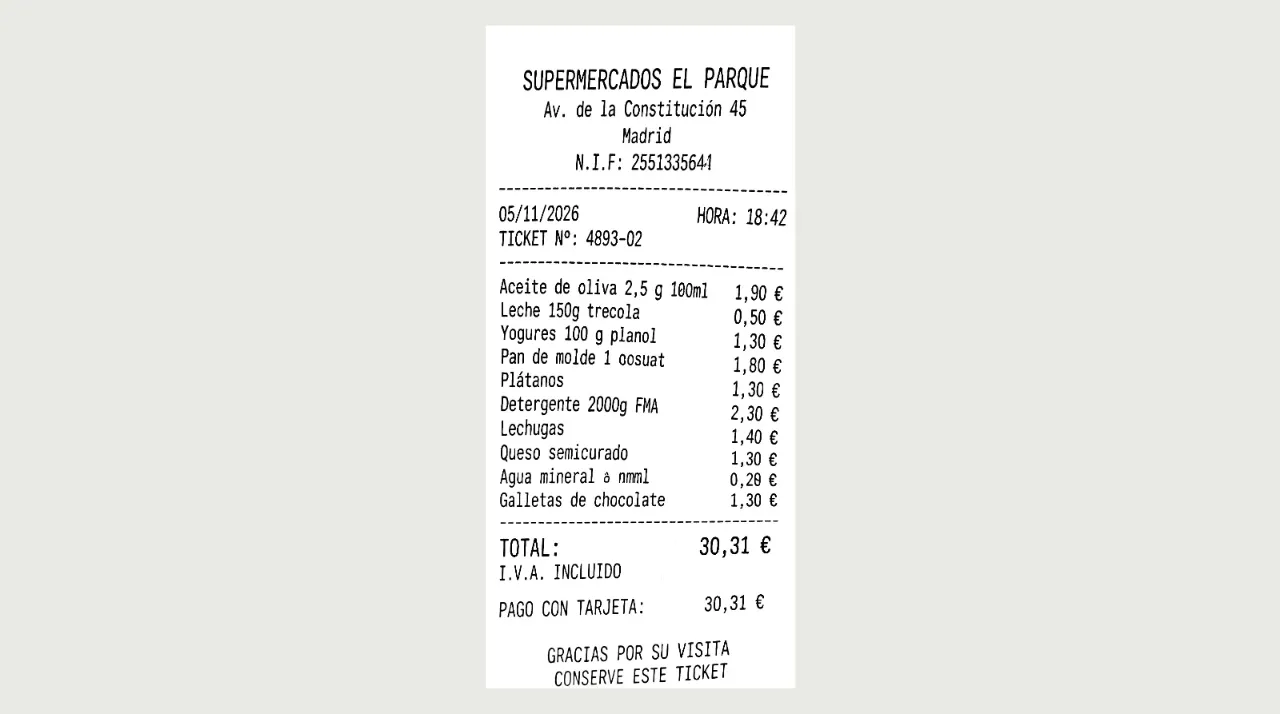 SUPERMERCADOS EL PARQUE
Av. de la Constitución 45
Madrid
N.I.F: 2551335641
05/11/2026 HORA: 18:42
TICKET Nº: 4893-02
Aceite de oliva 2,5 g 100ml 1,90 €
Leche 150g trecola 0,50 €
Yogures 100 g planol 1,30 €
Pan de molde 1 oosuat 1,80 €
Plátanos 1,30 €
Detergente 2000g FMA 2,30 €
Lechugas 1,40 €
Queso semicurado 1,30 €
Agua mineral 0,20 €
Galletas de chocolate 1,30 €
TOTAL: 30,31 €
I.V.A. INCLUIDO
PAGO CON TARJETA: 30,31 €
GRACIAS POR SU VISITA
CONSERVE ESTE TICKET